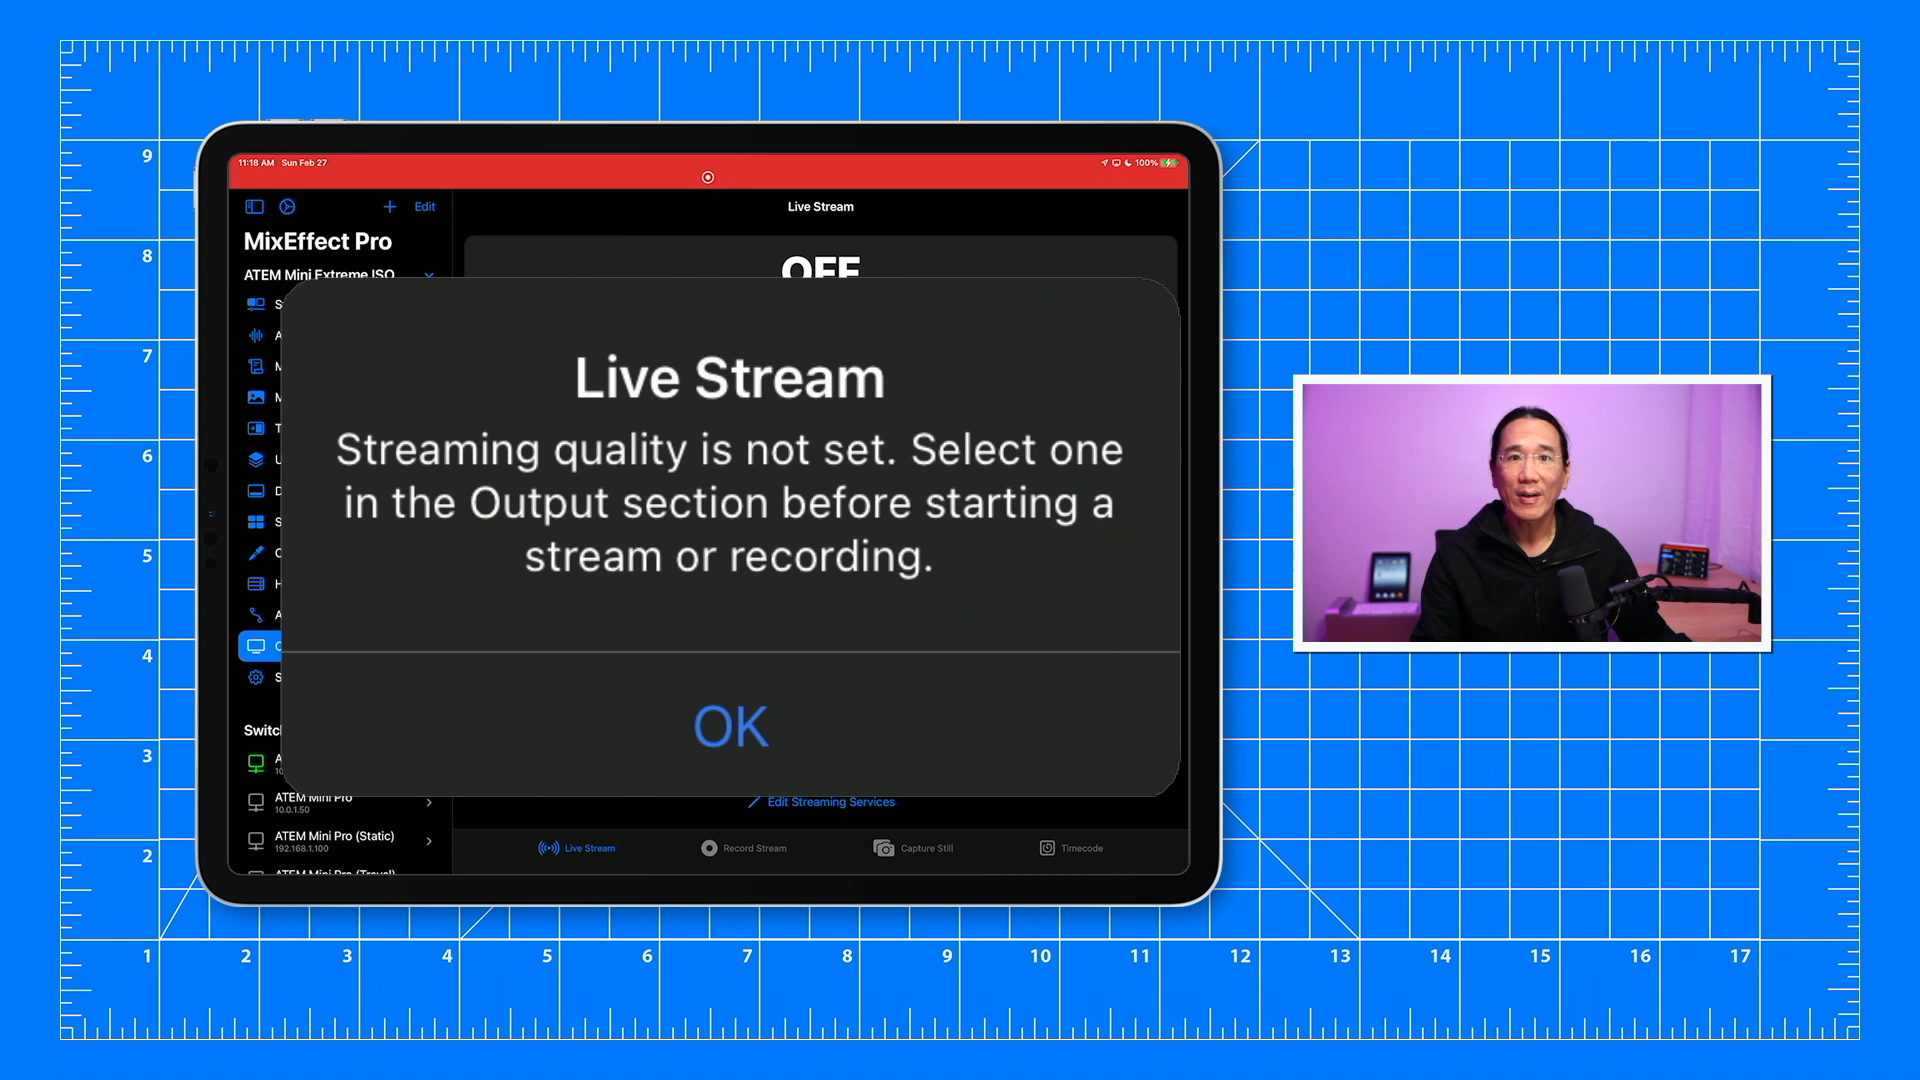 11:18 AM Sun Feb 27
100%
Edit
Live Stream
MixEffect Pro
ATEM Mini Extreme ISO
OFF
Live Stream
Streaming quality is not set. Select one
in the Output section before starting a
stream or recording.
OK
ATEM Mini Pro
10.0.1.50
Edit Streaming Services
ATEM Mini Pro (Static)
192.168.1.100
ATEM Mini Pro (Travel)
Live Stream
Record Stream
Capture Still
Timecode
9
8
7
6
5
4
3
2
1 2 3 4 5 6 7 8 9 10 11 12 13 14 15 16 17